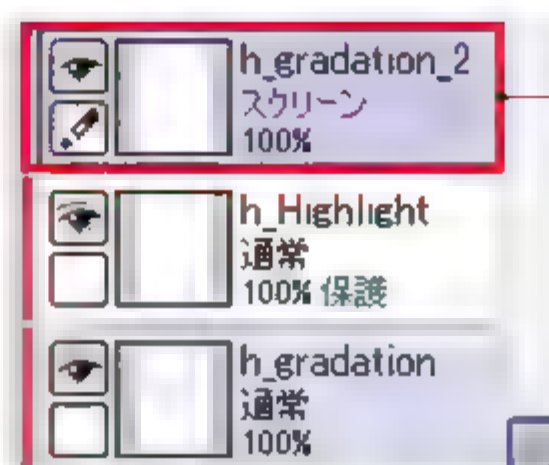 h_gradation_2
スクリーン
100%
h_Highlight
通常
100% 保護
h_gradation
通常
100%